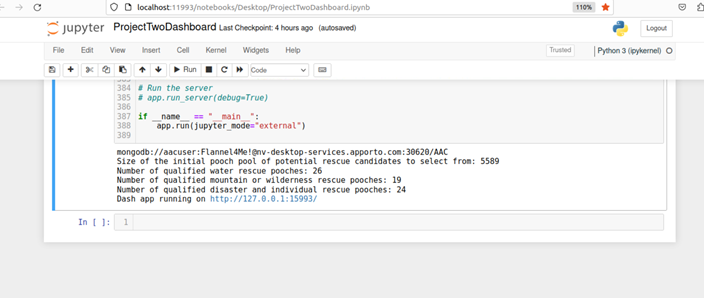 localhost:11993/notebooks/Desktop/ProjectTwoDashboard.ipynb 110%
jupyter ProjectTwoDashboard Last Checkpoint: 4 hours ago (autosaved) Logout
File Edit View Insert Cell Kernel Widgets Help Trusted Python 3 (ipykernel)
Run Code
384 # Run the server
385 # app.run_server(debug=True)
386
387 if __name__ == "__main__":
388 app.run(jupyter_mode="external")
389
mongodb://aacuser:Flannel4Me!@nv-desktop-services.apporto.com:30620/AAC
Size of the initial pooch pool of potential rescue candidates to select from: 5589
Number of qualified water rescue pooches: 26
Number of qualified mountain or wilderness rescue pooches: 19
Number of qualified disaster and individual rescue pooches: 24
Dash app running on http://127.0.0.1:15993/
In [ ]: 1